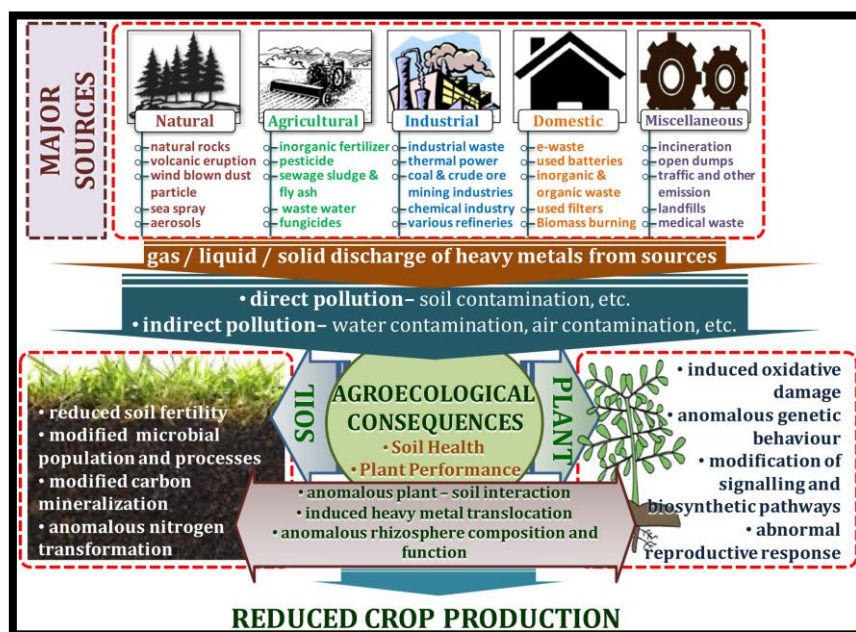 MAJOR
SOURCES
Natural
natural rocks
volcanic eruption
wind blown dust
particle
sea spray
aerosols
Agricultural
inorganic fertilizer
pesticide
sewage sludge &
fly ash
waste water
fungicides
Industrial
industrial waste
thermal power
coal & crude ore
mining industries
chemical industry
various refineries
Domestic
e-waste
used batteries
inorganic &
organic waste
used filters
Biomass burning
Miscellaneous
incineration
open dumps
traffic and other
emission
landfills
medical waste
gas / liquid / solid discharge of heavy metals from sources
• direct pollution– soil contamination, etc.
• indirect pollution– water contamination, air contamination, etc.
SOIL
AGROECOLOGICAL
CONSEQUENCES
• Soil Health
• Plant Performance
PLANT
• reduced soil fertility
• modified microbial
population and processes
• modified carbon
mineralization
• anomalous nitrogen
transformation
• anomalous plant – soil interaction
• induced heavy metal translocation
• anomalous rhizosphere composition and
function
• induced oxidative
damage
• anomalous genetic
behaviour
• modification of
signalling and
biosynthetic pathways
• abnormal
reproductive response
REDUCED CROP PRODUCTION